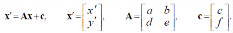 x′ = Ax + c,  x′ = [x′ y′],  A = [a b d e],  c = [c f]